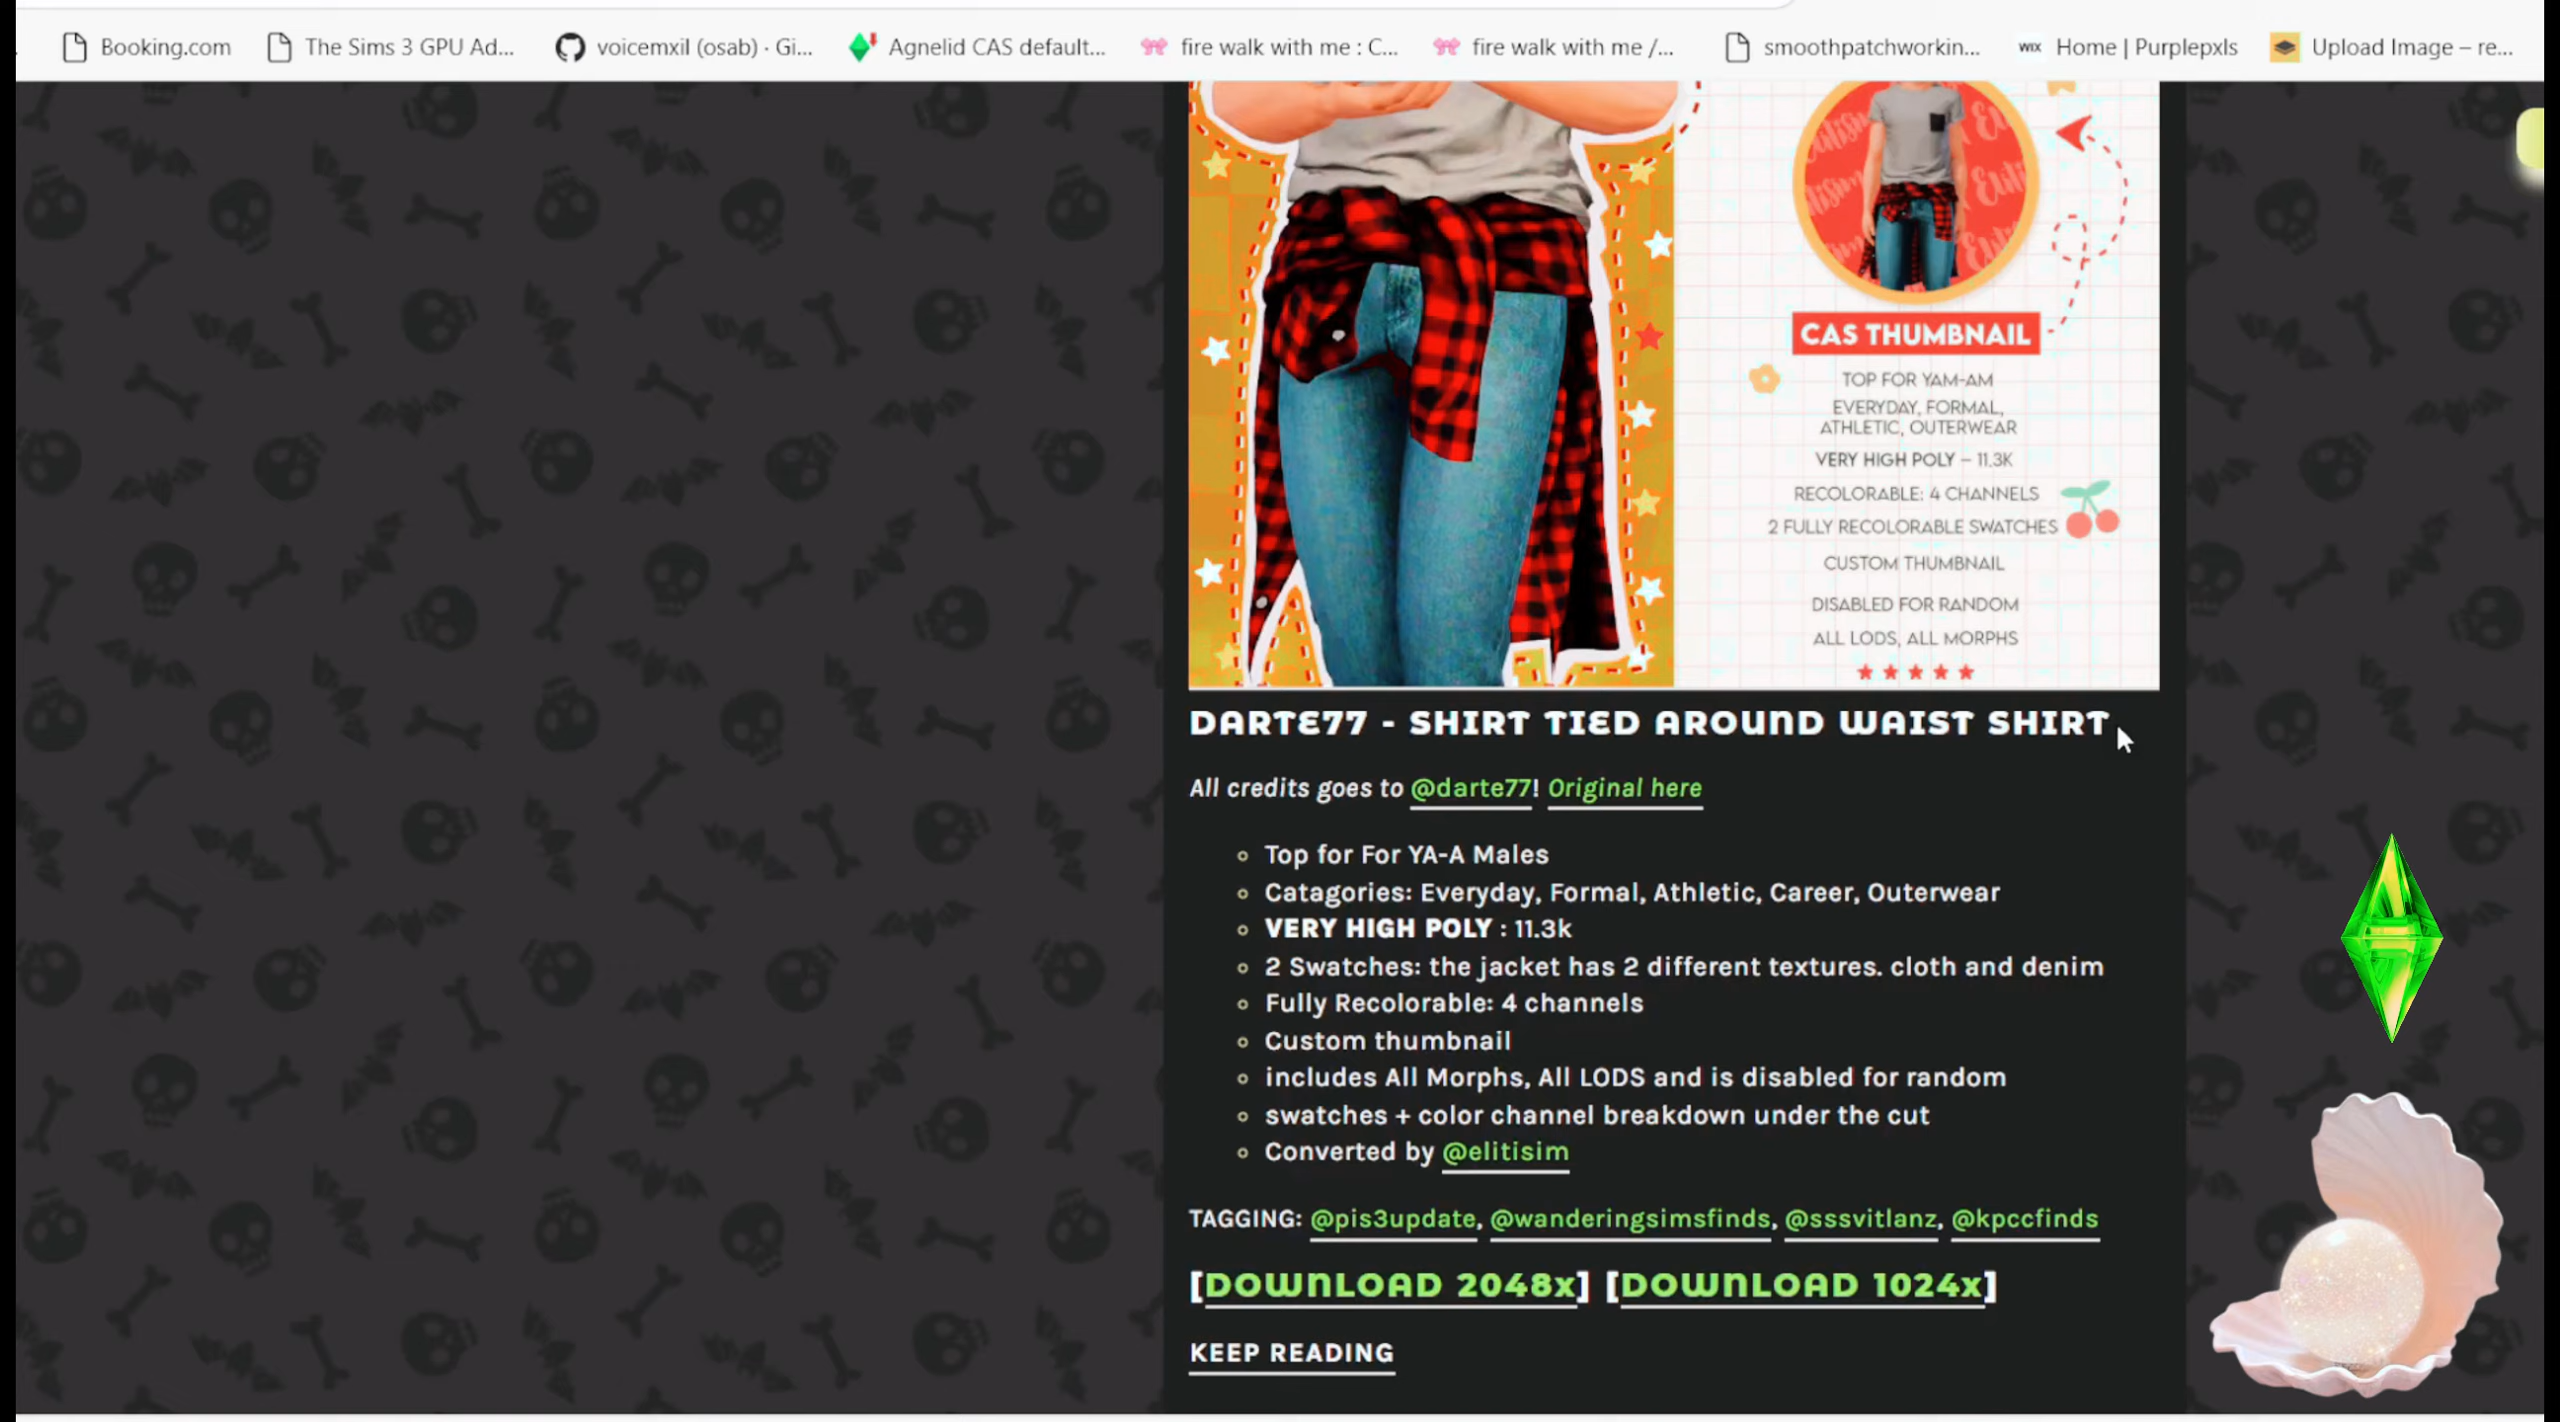 Booking.com
The Sims 3 GPU Ad...
voicemxil (osab) · Gi...
Agnelid CAS default...
fire walk with me : C...
fire walk with me /...
smoothpatchworkin...
WIX Home | Purplepxls
Upload Image – re...
CAS THUMBNAIL
TOP FOR YAM-AM
EVERYDAY, FORMAL,
ATHLETIC, OUTERWEAR
VERY HIGH POLY – 11.3K
RECOLORABLE: 4 CHANNELS
2 FULLY RECOLORABLE SWATCHES
CUSTOM THUMBNAIL
DISABLED FOR RANDOM
ALL LODS, ALL MORPHS
DARTE77 - SHIRT TIED AROUND WAIST SHIRT
All credits goes to @darte77! Original here
Top for For YA-A Males
Catagories: Everyday, Formal, Athletic, Career, Outerwear
VERY HIGH POLY : 11.3k
2 Swatches: the jacket has 2 different textures. cloth and denim
Fully Recolorable: 4 channels
Custom thumbnail
includes All Morphs, All LODS and is disabled for random
swatches + color channel breakdown under the cut
Converted by @elitisim
TAGGING: @pis3update, @wanderingsimsfinds, @sssvitlanz, @kpccfinds
[DOWNLOAD 2048x] [DOWNLOAD 1024x]
KEEP READING